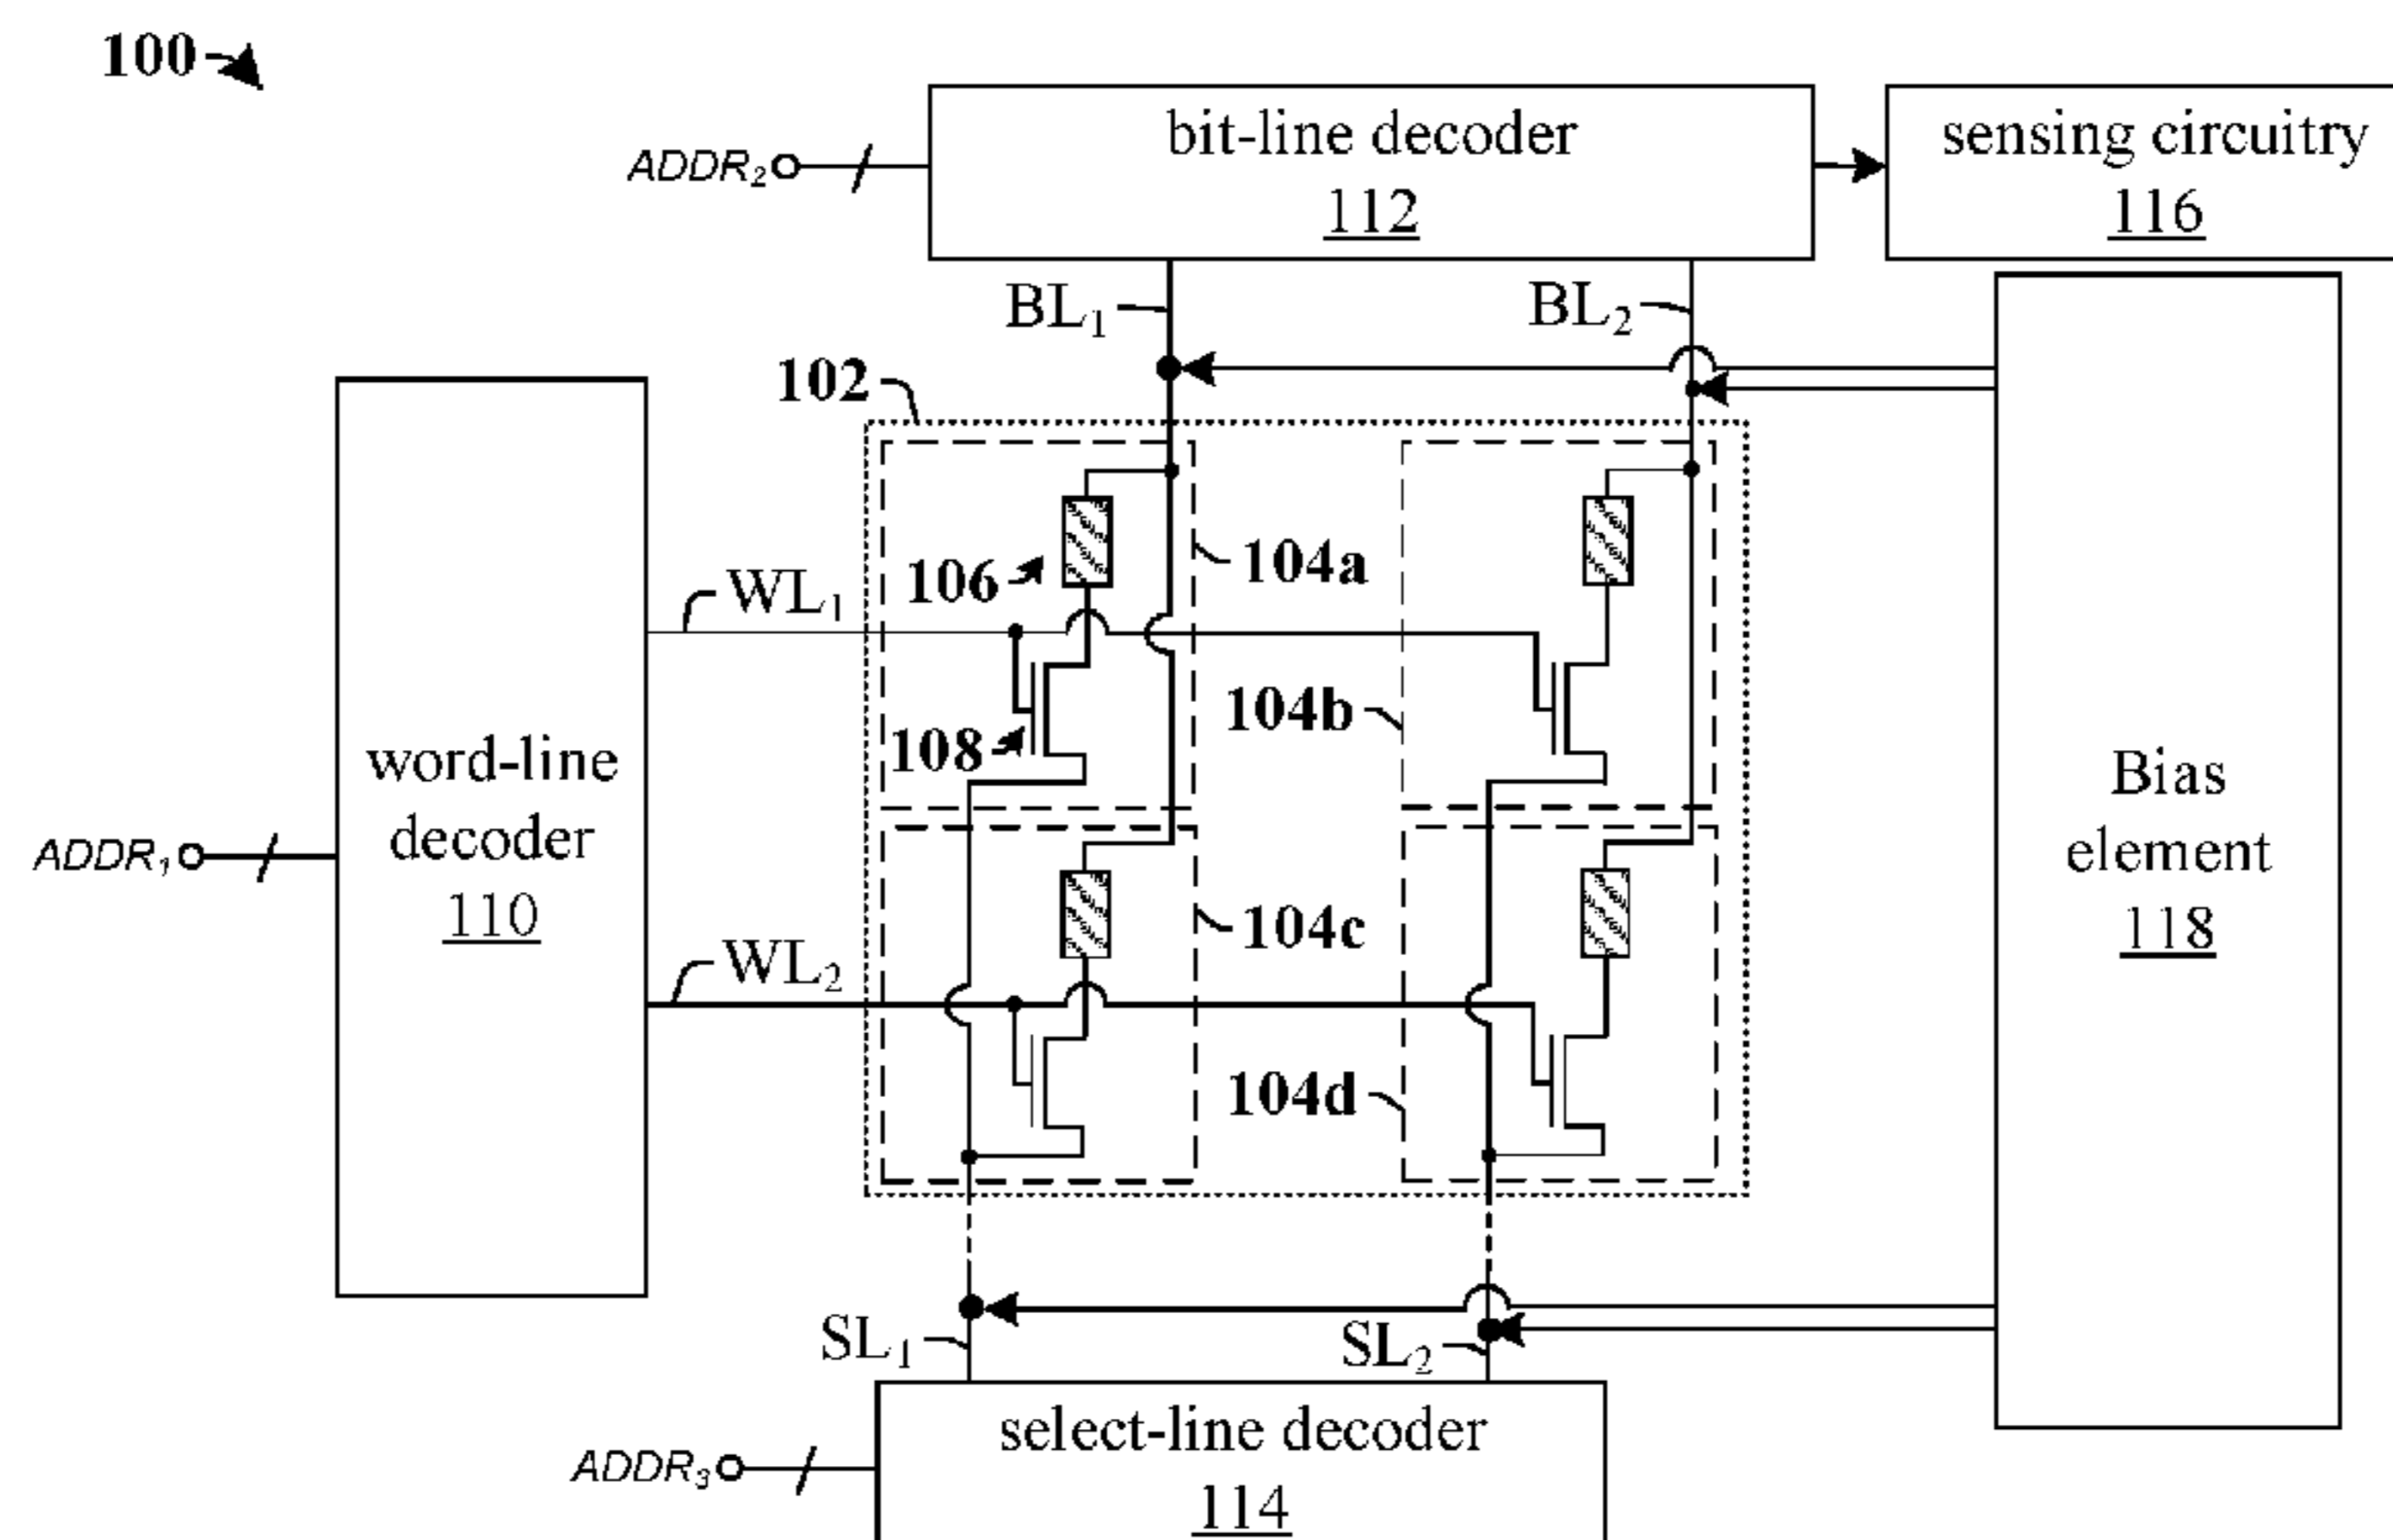 100
bit-line decoder
112
sensing circuitry
116
ADDR₂
BL₁
BL₂
102
106
104a
WL₁
108
104b
word-line
decoder
110
ADDR₁
Bias
element
118
104c
WL₂
104d
SL₁
SL₂
select-line decoder
114
ADDR₃